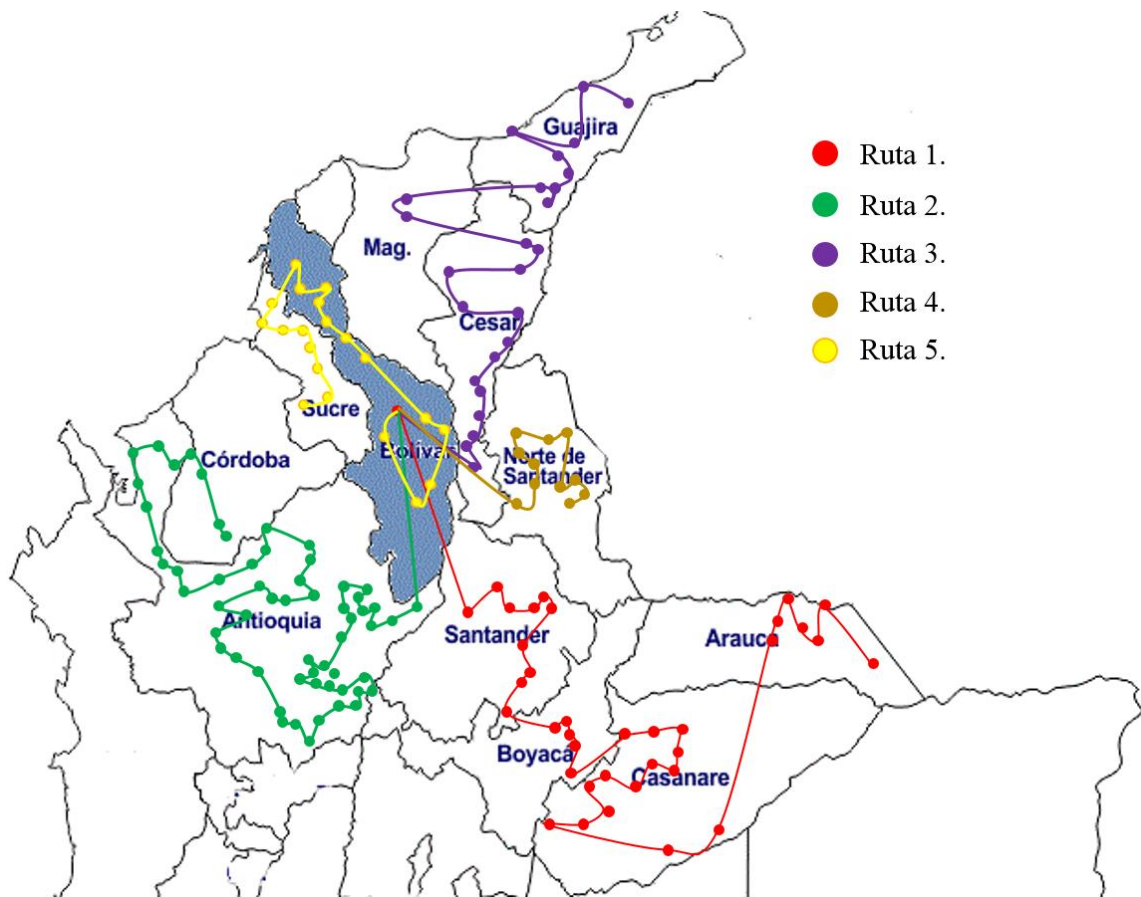 Guajira
Ruta 1.
Ruta 2.
Mag.
Ruta 3.
Ruta 4.
Cesar
Ruta 5.
Sucre
Bolívar
Córdoba
Norte de
Santander
Antioquia
Santander
Arauca
Boyacá
Casanare